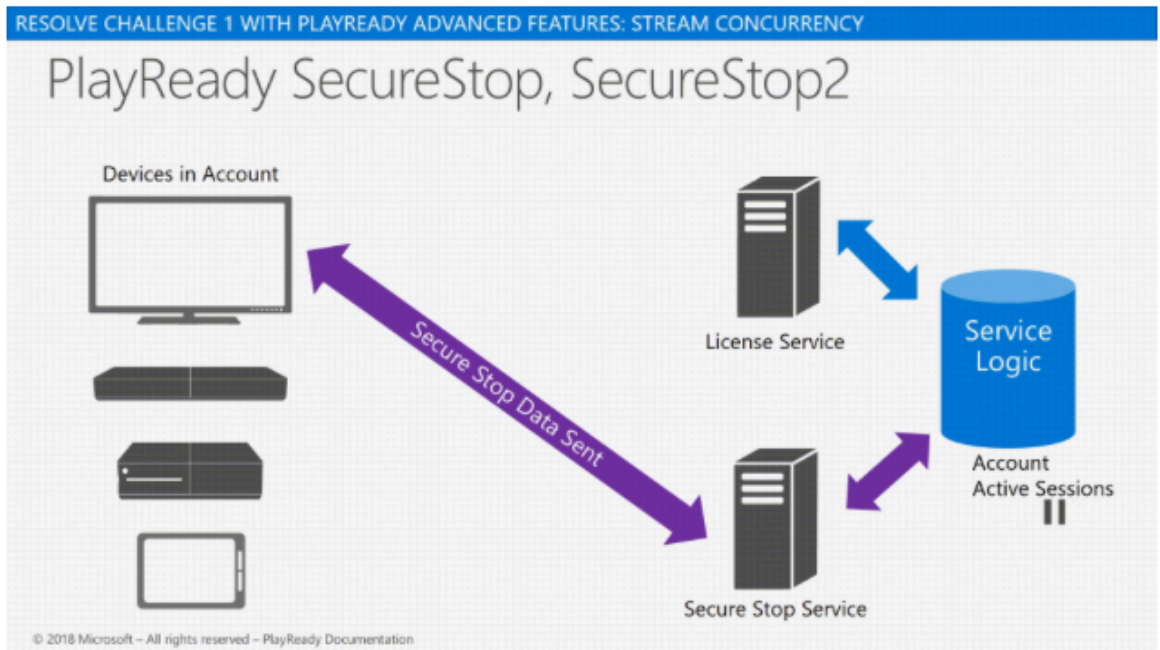 RESOLVE CHALLENGE 1 WITH PLAYREADY ADVANCED FEATURES: STREAM CONCURRENCY
PlayReady SecureStop, SecureStop2
Devices in Account
Secure Stop Data Sent
License Service
Service
Logic
Account
Active Sessions
Secure Stop Service
© 2018 Microsoft – All rights reserved – PlayReady Documentation